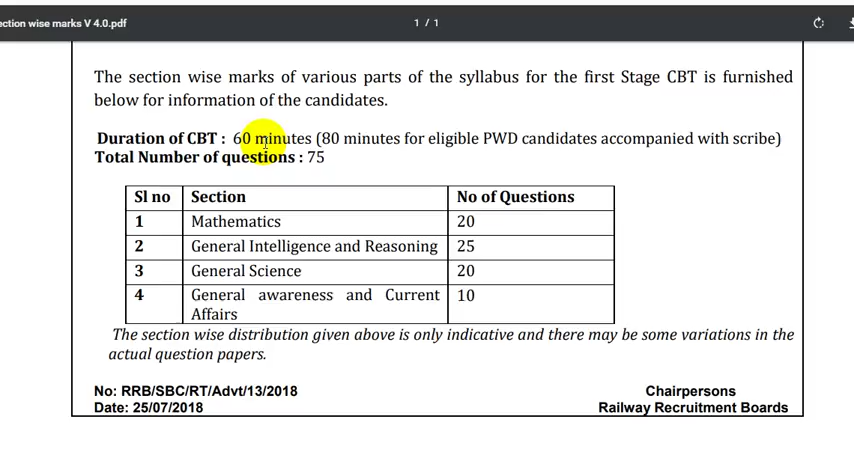 ection wise marks V 4.0.pdf
1 / 1
The section wise marks of various parts of the syllabus for the first Stage CBT is furnished
below for information of the candidates.
Duration of CBT : 60 minutes (80 minutes for eligible PWD candidates accompanied with scribe)
Total Number of questions : 75
Sl no Section No of Questions
1 Mathematics 20
2 General Intelligence and Reasoning 25
3 General Science 20
4 General awareness and Current 10
Affairs
The section wise distribution given above is only indicative and there may be some variations in the
actual question papers.
No: RRB/SBC/RT/Advt/13/2018 Chairpersons
Date: 25/07/2018 Railway Recruitment Boards